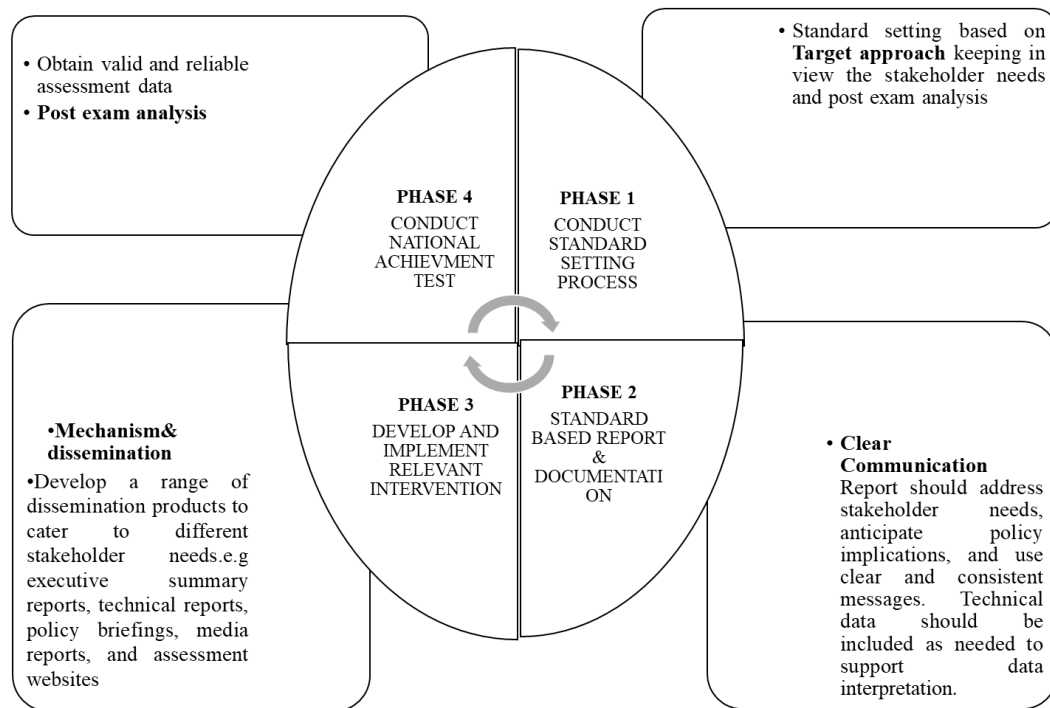 • Obtain valid and reliable
assessment data
• Post exam analysis
• Standard setting based on
Target approach keeping in
view the stakeholder needs
and post exam analysis
PHASE 4
CONDUCT
NATIONAL
ACHIEVMENT
TEST
PHASE 1
CONDUCT
STANDARD
SETTING
PROCESS
PHASE 3
DEVELOP AND
IMPLEMENT
RELEVANT
INTERVENTION
PHASE 2
STANDARD
BASED REPORT
&
DOCUMENTATI
ON
•Mechanism&
dissemination
•Develop a range of
dissemination products to
cater to different
stakeholder needs.e.g
executive summary
reports, technical reports,
policy briefings, media
reports, and assessment
websites
• Clear
Communication
Report should address
stakeholder needs,
anticipate policy
implications, and use
clear and consistent
messages. Technical
data should be
included as needed to
support data
interpretation.